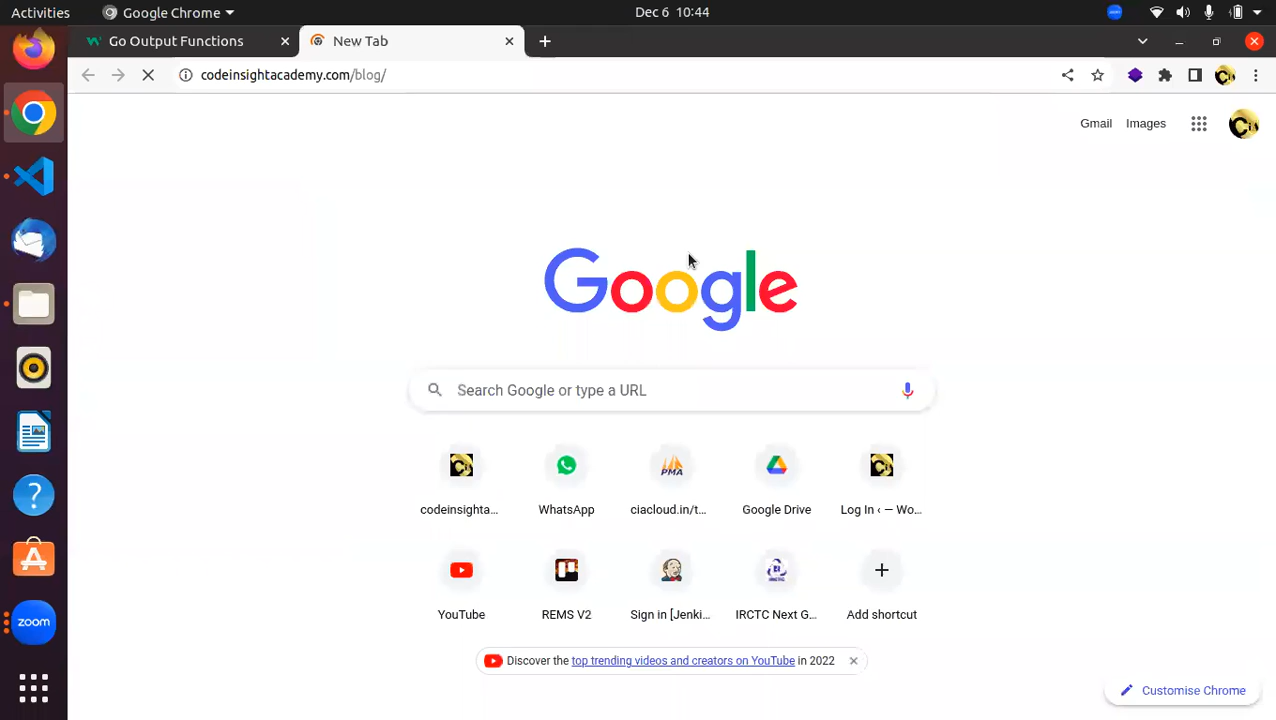 Activities
Google Chrome
Dec 6 10:44
Go Output Functions
New Tab
codeinsightacademy.com/blog/
Gmail
Images
Google
Search Google or type a URL
codeinsighta...
WhatsApp
PMA
ciacloud.in/t...
Google Drive
Log In ‹ — Wo...
YouTube
REMS V2
Sign in [Jenki...
IRCTC Next G...
Add shortcut
Discover the top trending videos and creators on YouTube in 2022
zoom
Customise Chrome